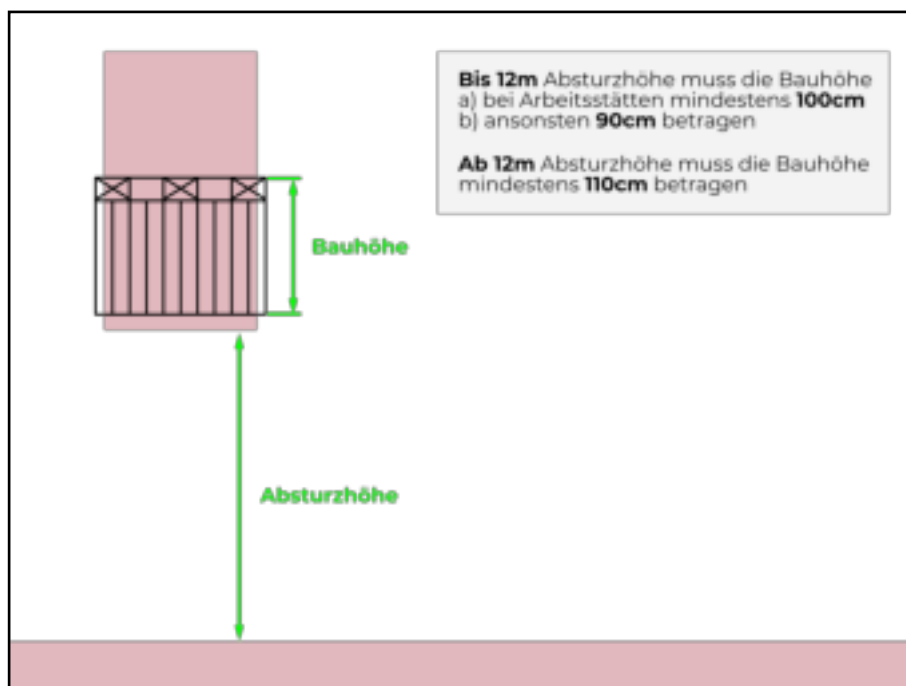 Bis 12m Absturzhöhe muss die Bauhöhe
a) bei Arbeitsstätten mindestens 100cm
b) ansonsten 90cm betragen
Ab 12m Absturzhöhe muss die Bauhöhe
mindestens 110cm betragen
Bauhöhe
Absturzhöhe